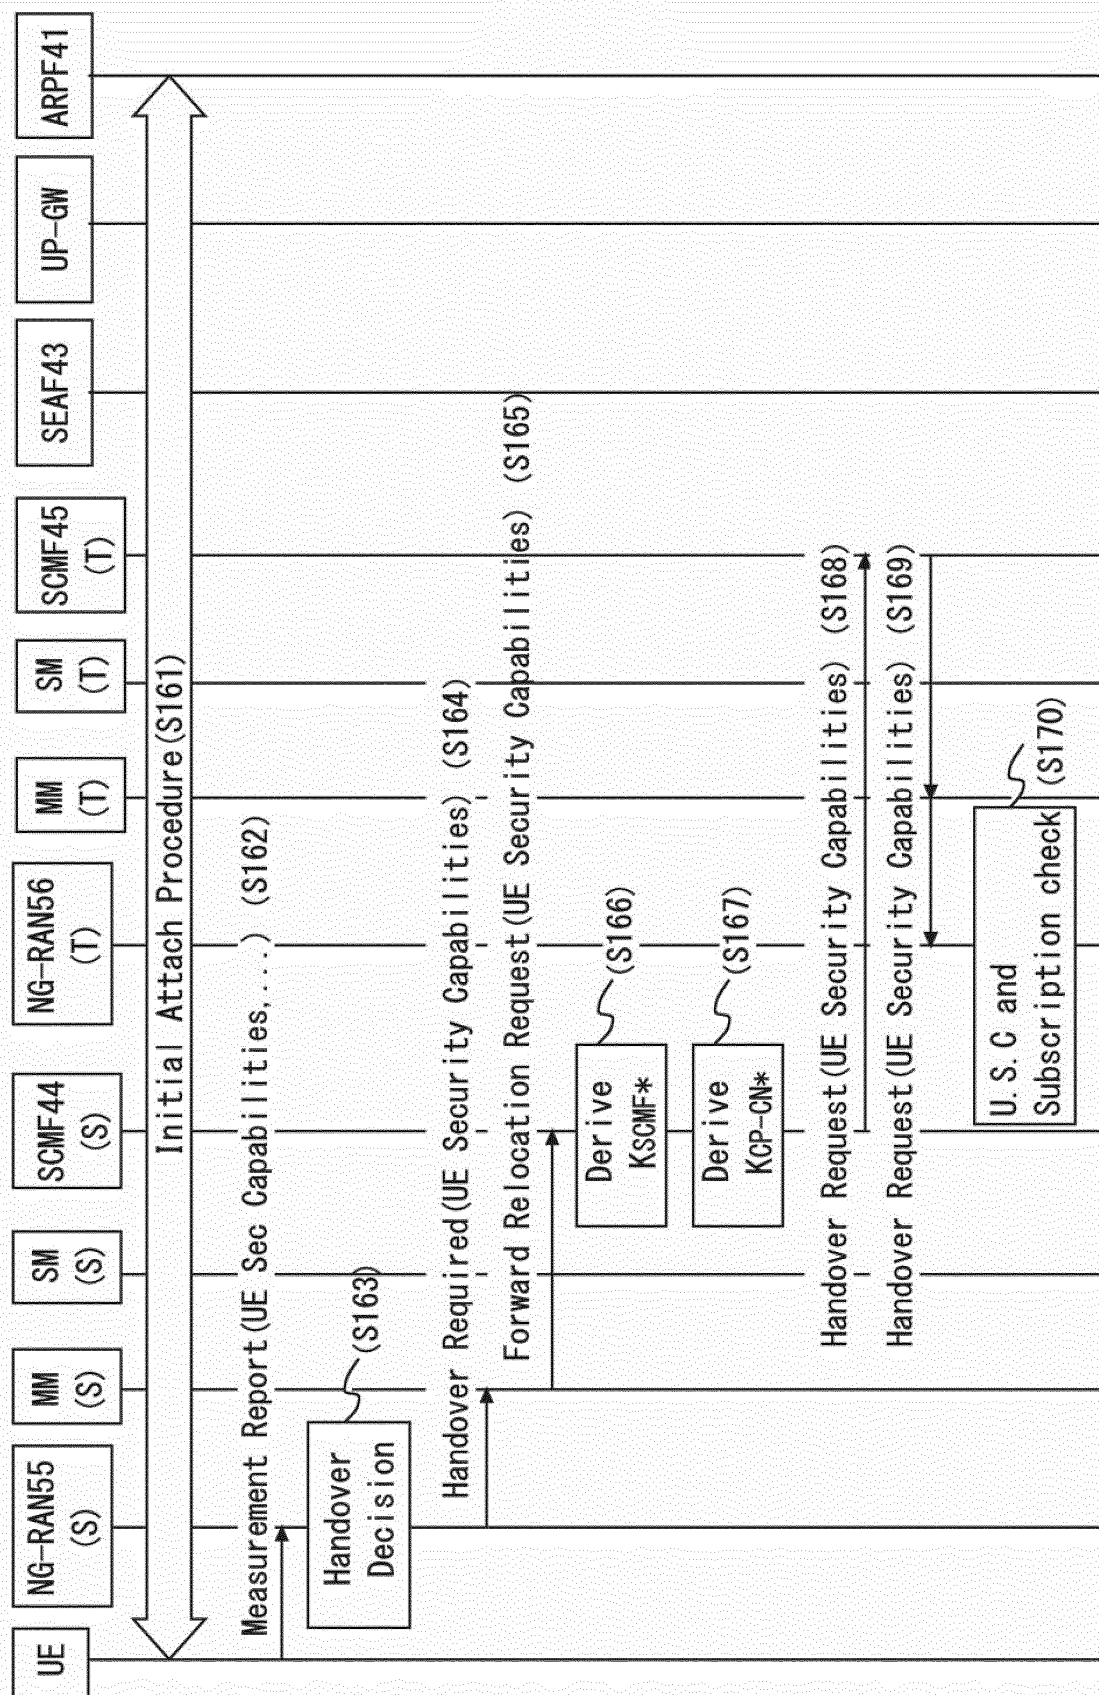 UE
NG-RAN55
(S)
MM
(S)
SM
(S)
SCMF44
(S)
NG-RAN56
(T)
MM
(T)
SM
(T)
SCMF45
(T)
SEAF43
UP-GW
ARPF41
Initial Attach Procedure(S161)
Measurement Report(UE Sec Capabilities,...) (S162)
Handover
Decision
(S163)
Handover Required(UE Security Capabilities) (S164)
Forward Relocation Request(UE Security Capabilities) (S165)
Derive
KSCMF*
(S166)
Derive
KCP-CN*
(S167)
Handover Request(UE Security Capabilities) (S168)
Handover Request(UE Security Capabilities) (S169)
U.S.C and
Subscription check
(S170)